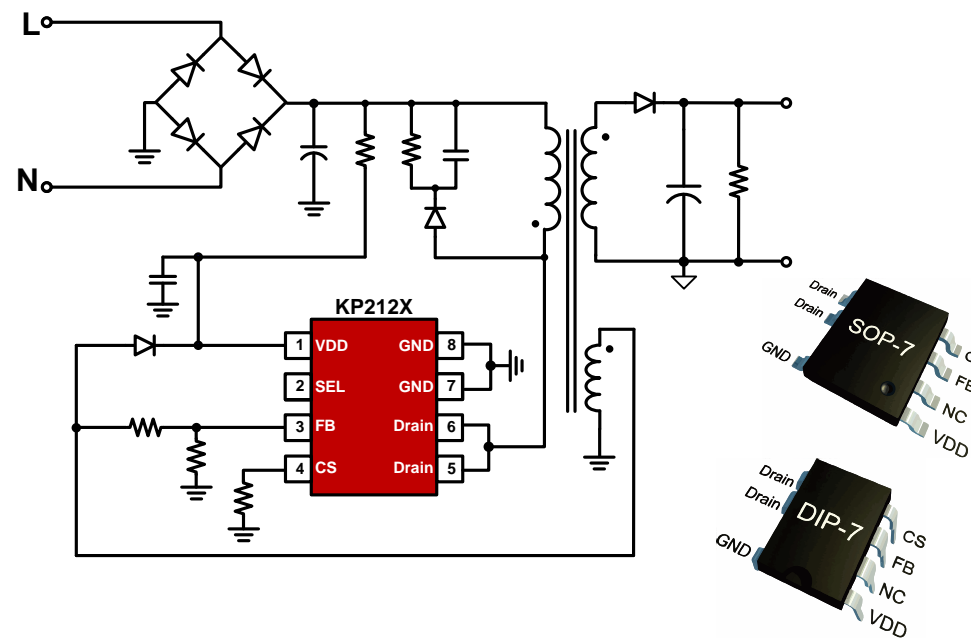 L
N
KP212X
1 VDD GND 8
2 SEL GND 7
3 FB Drain 6
4 CS Drain 5
Drain
Drain
GND
SOP-7
C
FE
NC
VDD
Drain
Drain
GND
DIP-7
CS
FB
NC
VDD